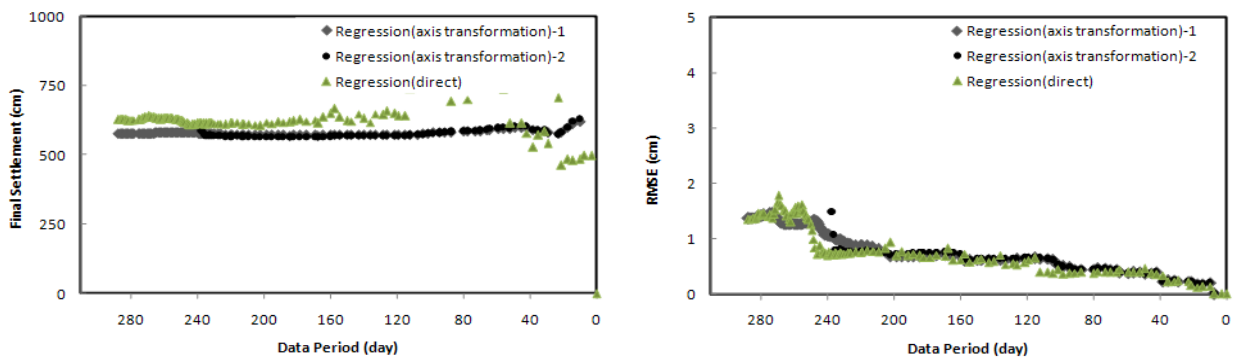 1000
750
500
250
0
Final Settlement (cm)
Regression(axis transformation)-1
Regression(axis transformation)-2
Regression(direct)
280 240 200 160 120 80 40 0
Data Period (day)
5
4
3
2
1
0
RMSE (cm)
Regression(axis transformation)-1
Regression(axis transformation)-2
Regression(direct)
280 240 200 160 120 80 40 0
Data Period (day)